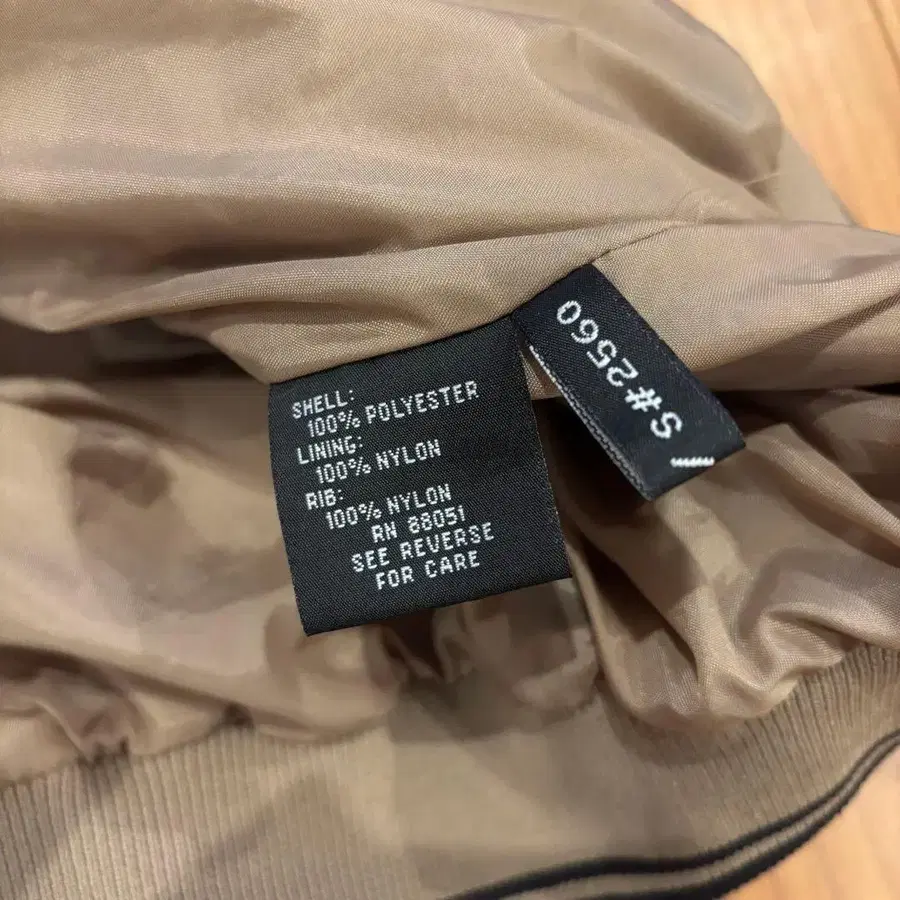 SHELL:
100% POLYESTER
LINING:
100% NYLON
RIB:
100% NYLON
RN 88051
SEE REVERSE
FOR CARE
S#2560